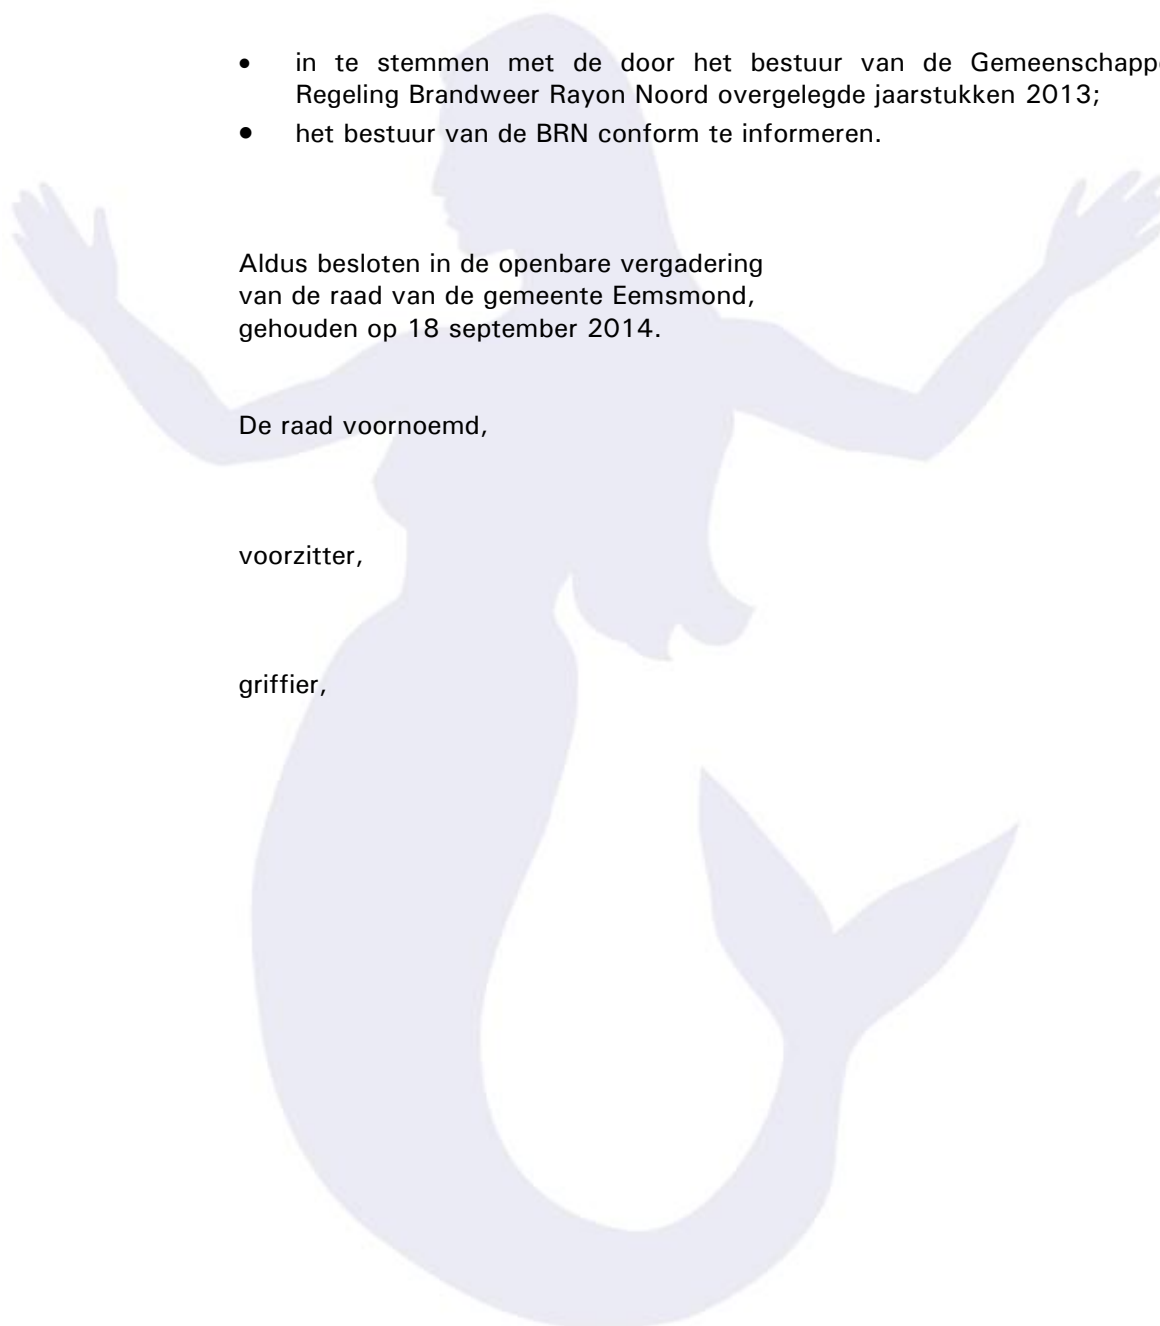 • in te stemmen met de door het bestuur van de Gemeenschappe
Regeling Brandweer Rayon Noord overgelegde jaarstukken 2013;
• het bestuur van de BRN conform te informeren.
Aldus besloten in de openbare vergadering
van de raad van de gemeente Eemsmond,
gehouden op 18 september 2014.
De raad voornoemd,
voorzitter,
griffier,